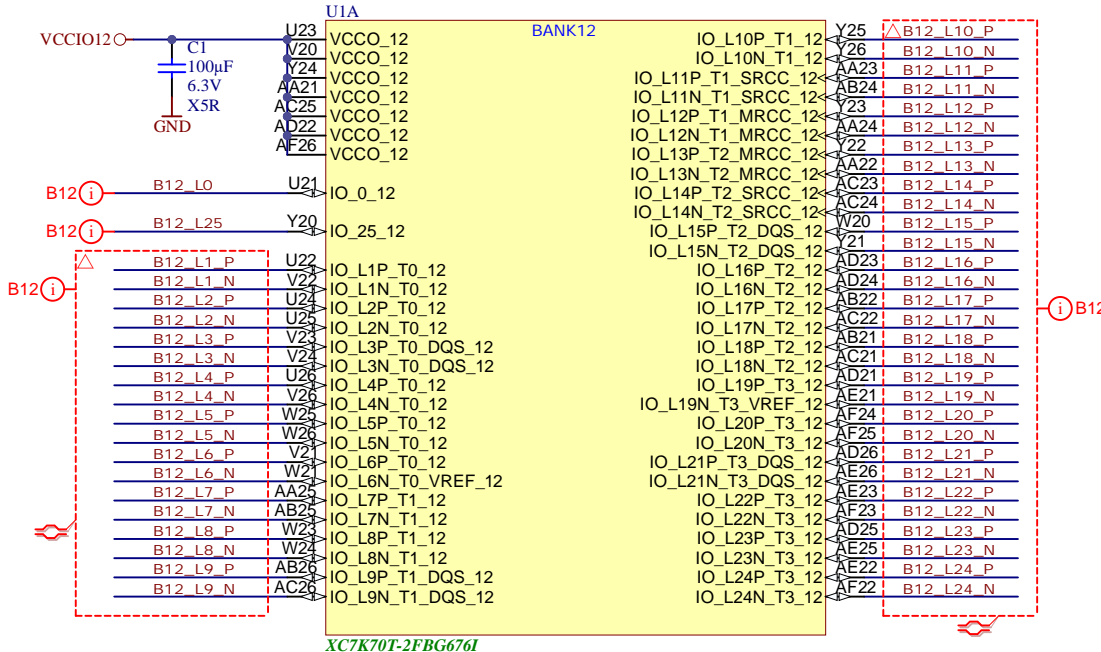 U1A
BANK12
VCCIO12
C1
100µF
6.3V
X5R
GND
U23 VCCO_12
V20 VCCO_12
Y24 VCCO_12
AA21 VCCO_12
AC25 VCCO_12
AD22 VCCO_12
AF26 VCCO_12
B12 i B12_L0 U21 IO_0_12
B12 i B12_L25 Y20 IO_25_12
B12 i
B12_L1_P U22 IO_L1P_T0_12
B12_L1_N V22 IO_L1N_T0_12
B12_L2_P U24 IO_L2P_T0_12
B12_L2_N U25 IO_L2N_T0_12
B12_L3_P V23 IO_L3P_T0_DQS_12
B12_L3_N V24 IO_L3N_T0_DQS_12
B12_L4_P U26 IO_L4P_T0_12
B12_L4_N V26 IO_L4N_T0_12
B12_L5_P W25 IO_L5P_T0_12
B12_L5_N W26 IO_L5N_T0_12
B12_L6_P V21 IO_L6P_T0_12
B12_L6_N W21 IO_L6N_T0_VREF_12
B12_L7_P AA25 IO_L7P_T1_12
B12_L7_N AB25 IO_L7N_T1_12
B12_L8_P W23 IO_L8P_T1_12
B12_L8_N W24 IO_L8N_T1_12
B12_L9_P AB26 IO_L9P_T1_DQS_12
B12_L9_N AC26 IO_L9N_T1_DQS_12
IO_L10P_T1_12 Y25 B12_L10_P
IO_L10N_T1_12 Y26 B12_L10_N
IO_L11P_T1_SRCC_12 AA23 B12_L11_P
IO_L11N_T1_SRCC_12 AB24 B12_L11_N
IO_L12P_T1_MRCC_12 Y23 B12_L12_P
IO_L12N_T1_MRCC_12 AA24 B12_L12_N
IO_L13P_T2_MRCC_12 Y22 B12_L13_P
IO_L13N_T2_MRCC_12 AA22 B12_L13_N
IO_L14P_T2_SRCC_12 AC23 B12_L14_P
IO_L14N_T2_SRCC_12 AC24 B12_L14_N
IO_L15P_T2_DQS_12 W20 B12_L15_P
IO_L15N_T2_DQS_12 Y21 B12_L15_N
IO_L16P_T2_12 AD23 B12_L16_P
IO_L16N_T2_12 AD24 B12_L16_N
IO_L17P_T2_12 AB22 B12_L17_P
IO_L17N_T2_12 AC22 B12_L17_N
IO_L18P_T2_12 AB21 B12_L18_P
IO_L18N_T2_12 AC21 B12_L18_N
IO_L19P_T3_12 AD21 B12_L19_P
IO_L19N_T3_VREF_12 AE21 B12_L19_N
IO_L20P_T3_12 AF24 B12_L20_P
IO_L20N_T3_12 AF25 B12_L20_N
IO_L21P_T3_DQS_12 AD26 B12_L21_P
IO_L21N_T3_DQS_12 AE26 B12_L21_N
IO_L22P_T3_12 AE23 B12_L22_P
IO_L22N_T3_12 AF23 B12_L22_N
IO_L23P_T3_12 AD25 B12_L23_P
IO_L23N_T3_12 AE25 B12_L23_N
IO_L24P_T3_12 AE22 B12_L24_P
IO_L24N_T3_12 AF22 B12_L24_N
i B12
XC7K70T-2FBG676I